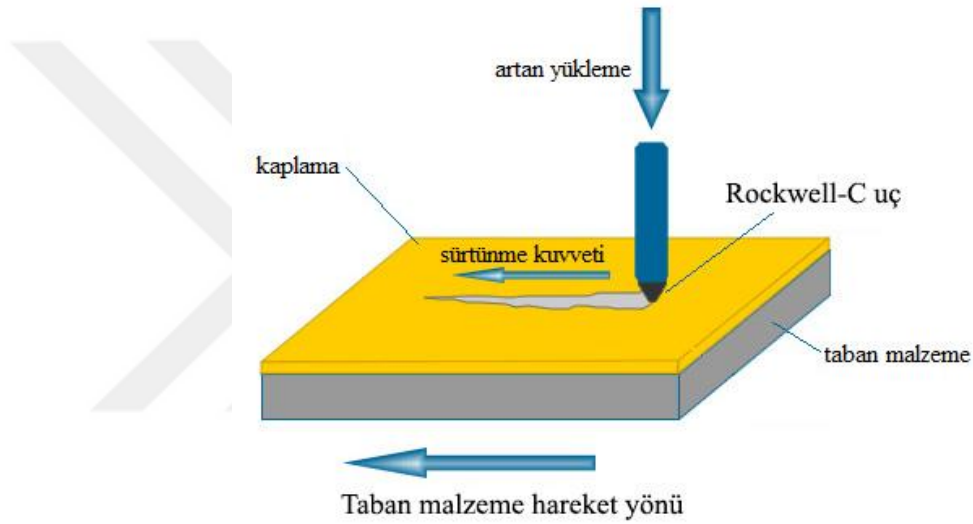 artan yükleme
kaplama
Rockwell-C uç
sürtünme kuvveti
taban malzeme
Taban malzeme hareket yönü